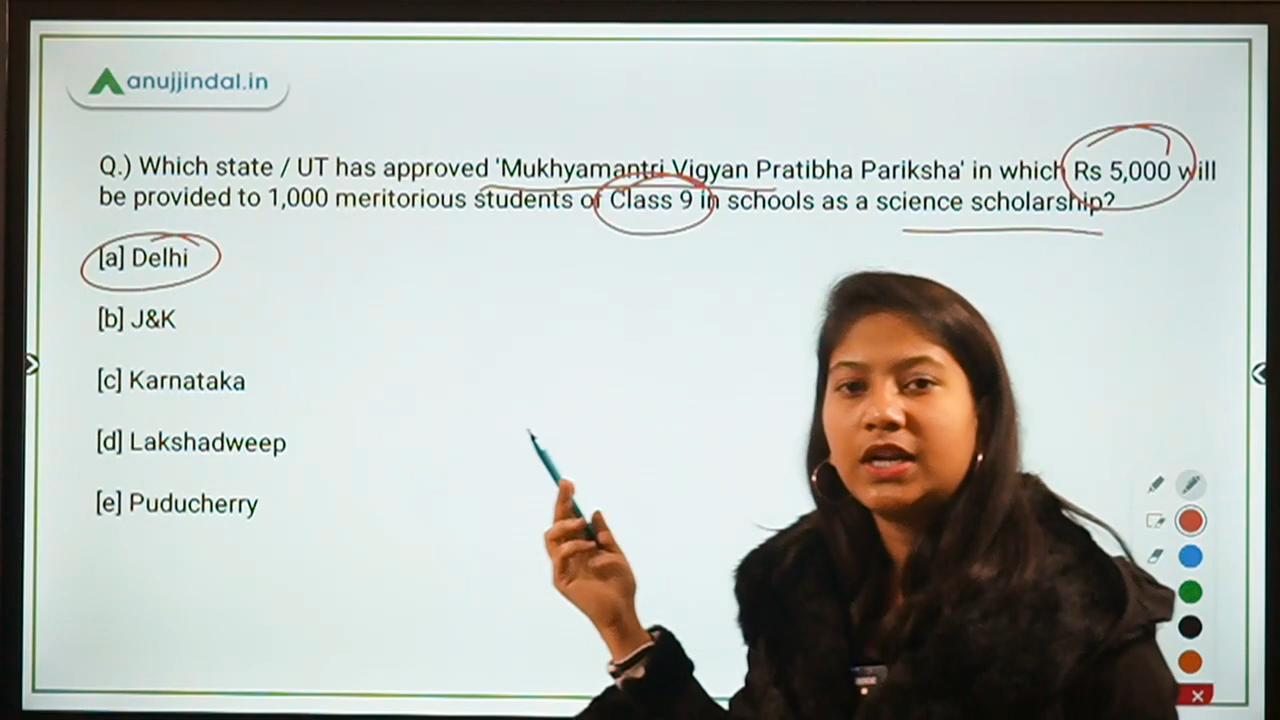 anujjindal.in
Q.) Which state / UT has approved 'Mukhyamantri Vigyan Pratibha Pariksha' in which Rs 5,000 will
be provided to 1,000 meritorious students of Class 9 in schools as a science scholarship?
[a] Delhi
[b] J&K
[c] Karnataka
[d] Lakshadweep
[e] Puducherry